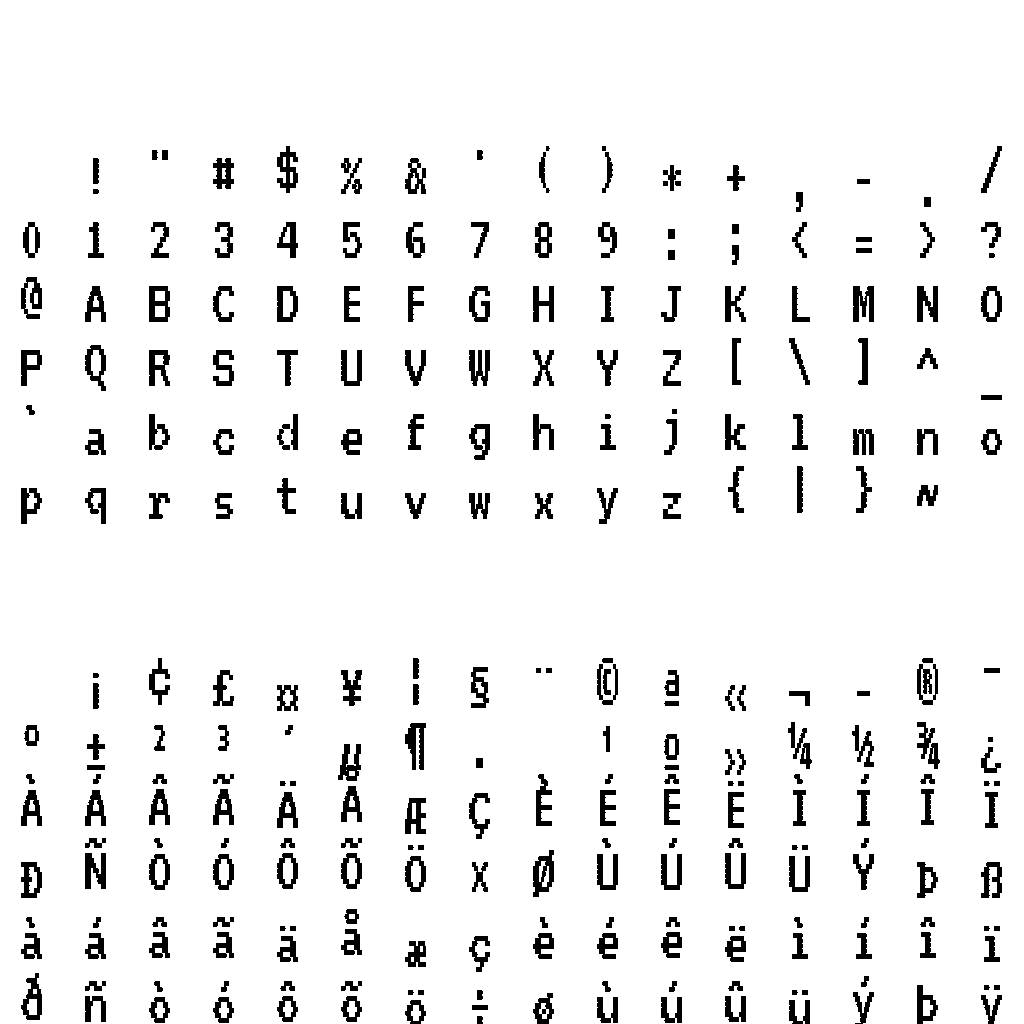 ! " # $ % & ' ( ) * + , - . /
0 1 2 3 4 5 6 7 8 9 : ; < = > ?
@ A B C D E F G H I J K L M N O
P Q R S T U V W X Y Z [ \ ] ^ _
` a b c d e f g h i j k l m n o
p q r s t u v w x y z { | } ~
¡ ¢ £ ¤ ¥ ¦ § ¨ © ª « ¬ - ® ¯
° ± ² ³ ´ µ ¶ · ¹ º » ¼ ½ ¾ ¿
À Á Â Ã Ä Å Æ Ç È É Ê Ë Ì Í Î Ï
Ð Ñ Ò Ó Ô Õ Ö × Ø Ù Ú Û Ü Ý Þ ß
à á â ã ä å æ ç è é ê ë ì í î ï
ð ñ ò ó ô õ ö ÷ ø ù ú û ü ý þ ÿ